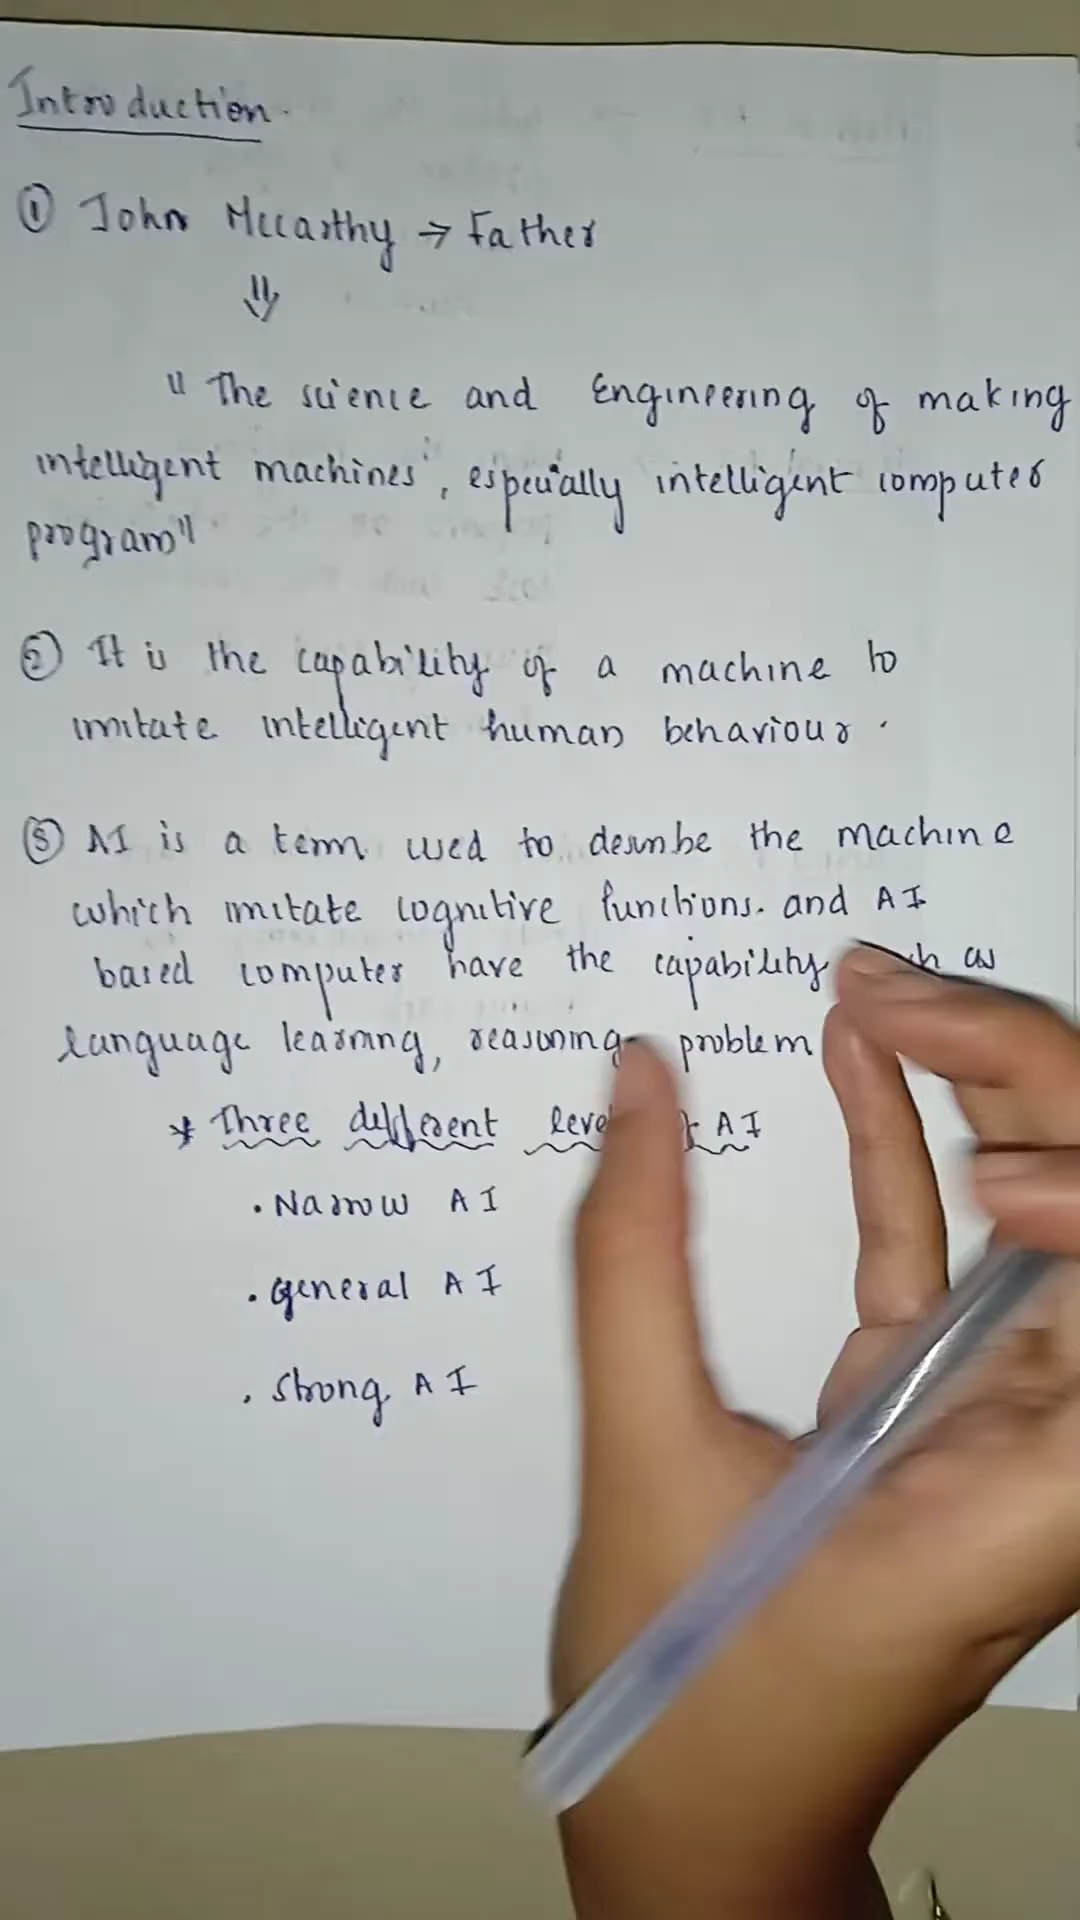 Introduction.
① John Mccarthy → Father
⇓
"The science and Engineering of making
intelligent machines", especially intelligent computer
program"
② It is the capability of a machine to
imitate intelligent human behaviour.
③ AI is a term used to describe the machine
which imitate cognitive functions. and AI
based computer have the capability as
language learning, reasoning problem
* Three different AI
. Narrow AI
. general AI
. Strong AI